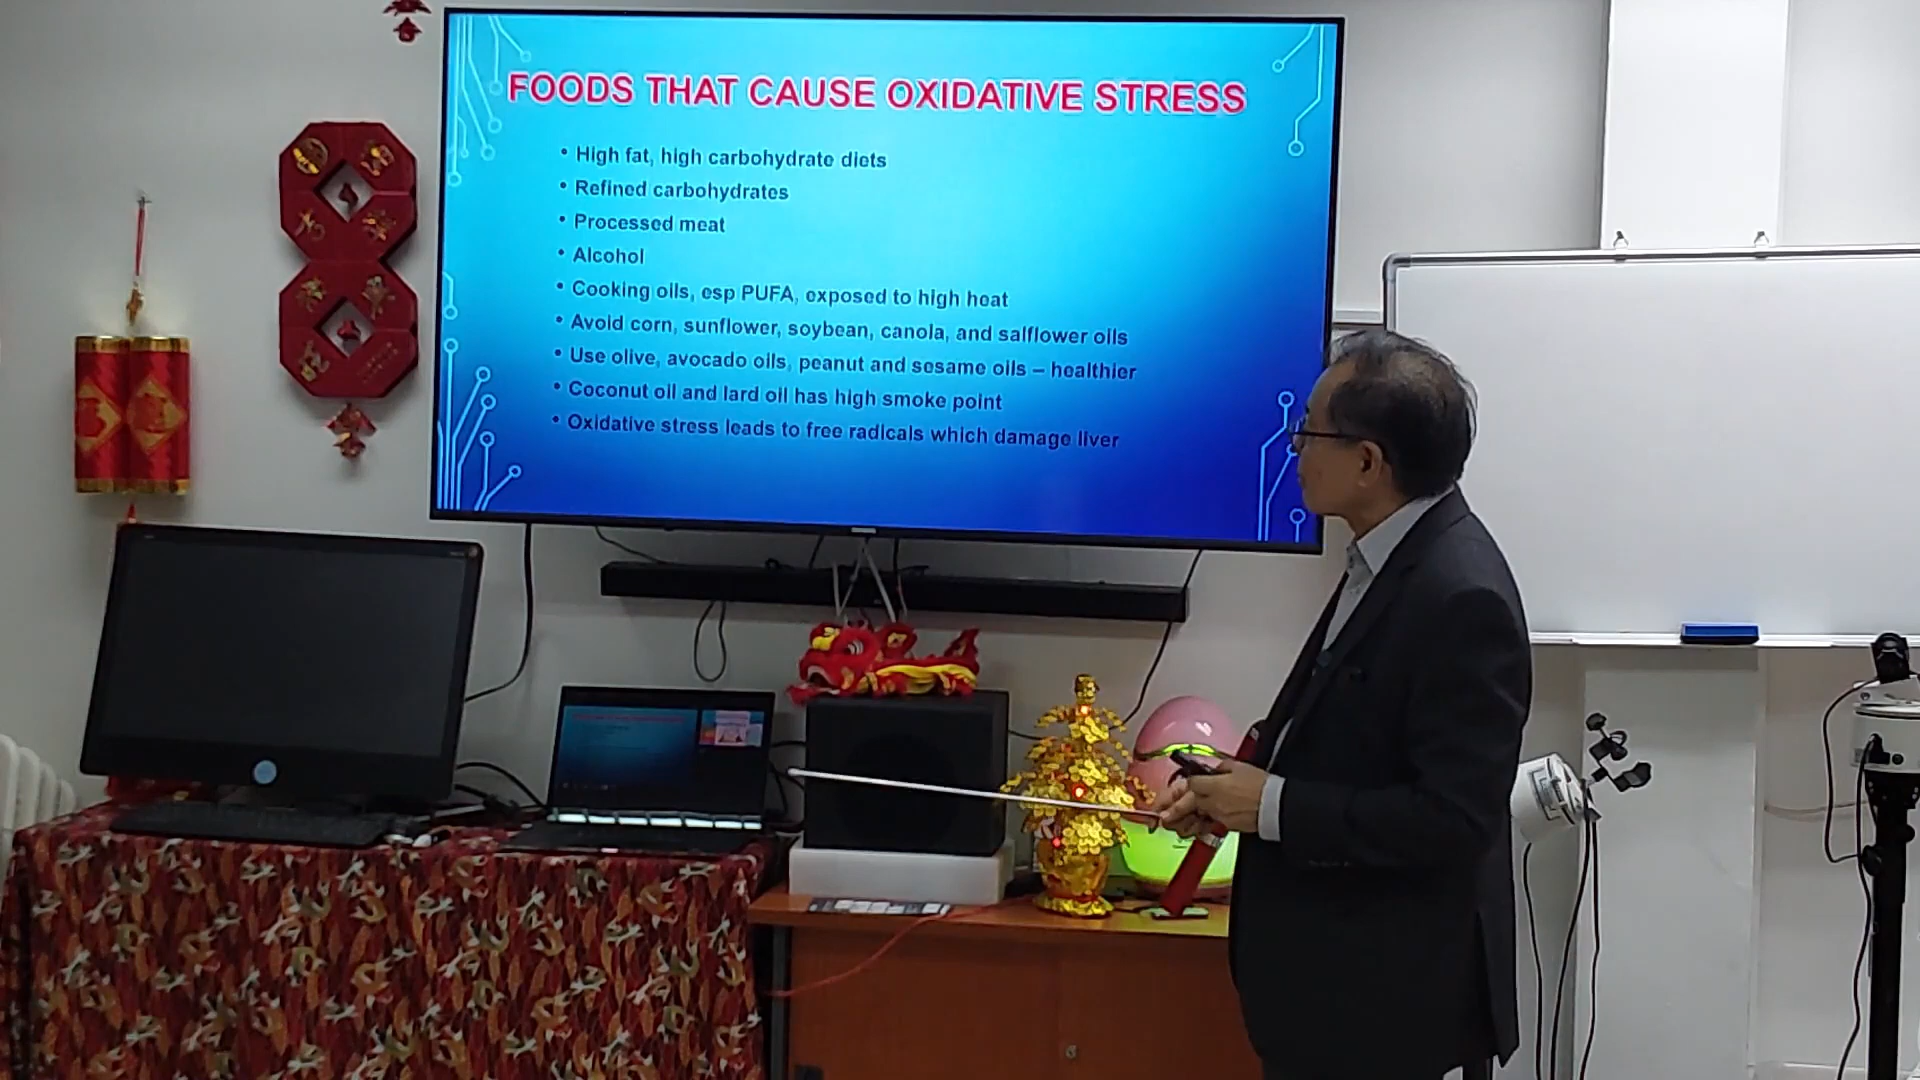 FOODS THAT CAUSE OXIDATIVE STRESS
• High fat, high carbohydrate diets
• Refined carbohydrates
• Processed meat
• Alcohol
• Cooking oils, esp PUFA, exposed to high heat
• Avoid corn, sunflower, soybean, canola, and salflower oils
• Use olive, avocado oils, peanut and sesame oils – healthier
• Coconut oil and lard oil has high smoke point
• Oxidative stress leads to free radicals which damage liver